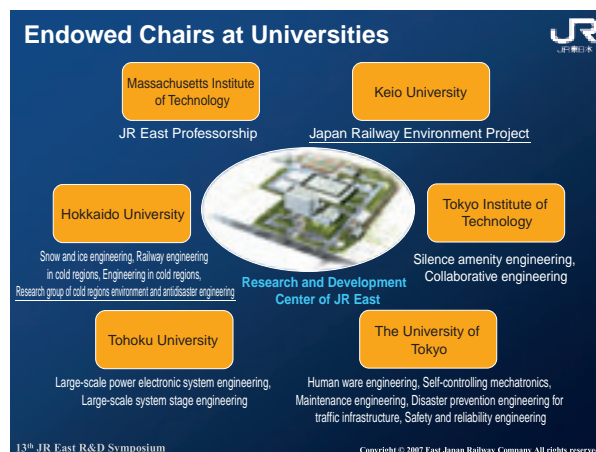 Endowed Chairs at Universities
JR
JR東日本
Massachusetts Institute
of Technology
JR East Professorship
Keio University
Japan Railway Environment Project
Hokkaido University
Snow and ice engineering, Railway engineering
in cold regions, Engineering in cold regions,
Research group of cold regions environment and antidisaster engineering
Research and Development
Center of JR East
Tokyo Institute of
Technology
Silence amenity engineering,
Collaborative engineering
Tohoku University
Large-scale power electronic system engineering,
Large-scale system stage engineering
The University of
Tokyo
Human ware engineering, Self-controlling mechatronics,
Maintenance engineering, Disaster prevention engineering for
traffic infrastructure, Safety and reliability engineering
13th JR East R&D Symposium
Copyright © 2007 East Japan Railway Company All rights reserve